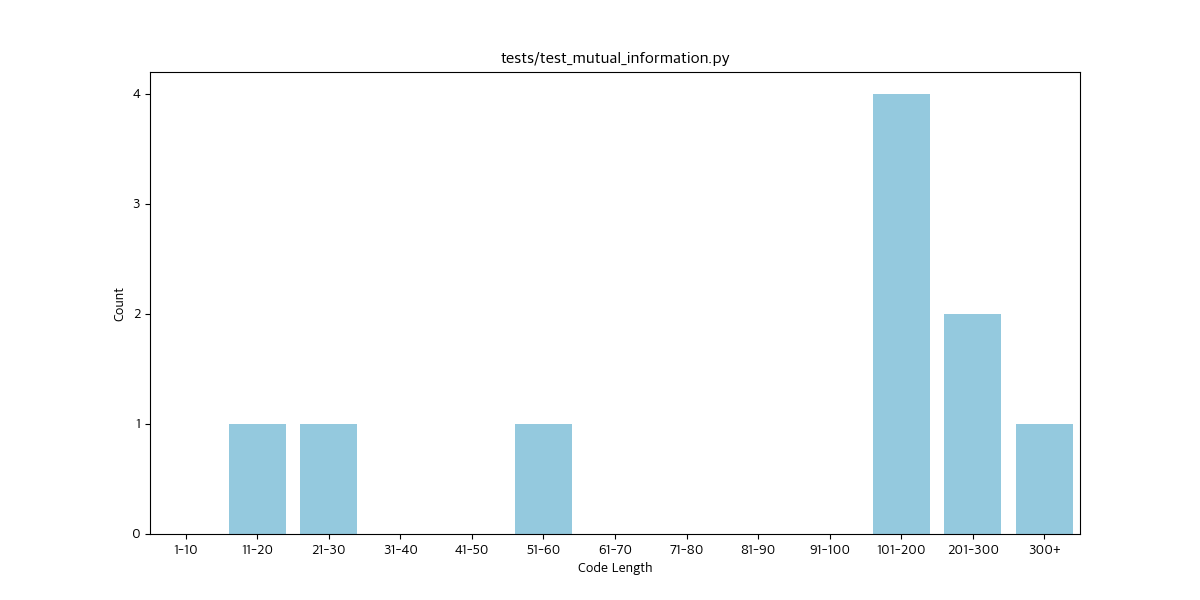 tests/test_mutual_information.py
Count
4
3
2
1
0
1-10 11-20 21-30 31-40 41-50 51-60 61-70 71-80 81-90 91-100 101-200 201-300 300+
Code Length